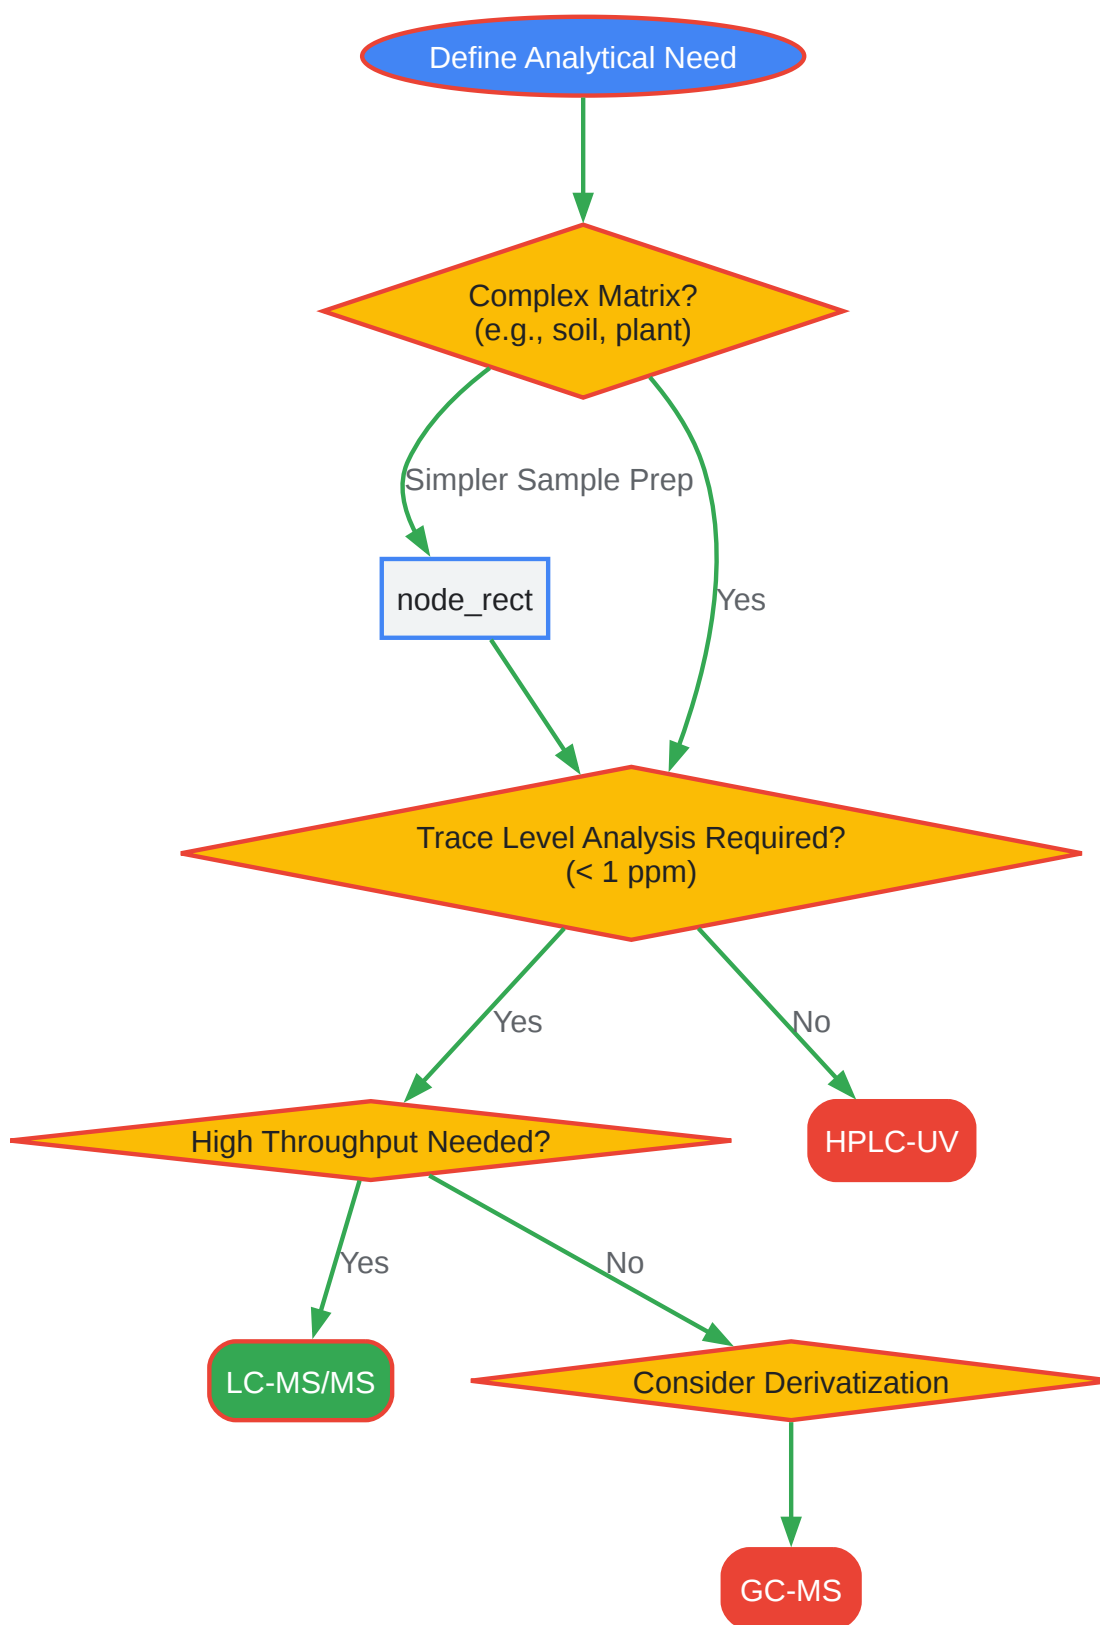 Define Analytical Need
Complex Matrix?
(e.g., soil, plant)
Simpler Sample Prep
node_rect
Yes
Trace Level Analysis Required?
(< 1 ppm)
Yes
No
High Throughput Needed?
HPLC-UV
Yes
No
LC-MS/MS
Consider Derivatization
GC-MS